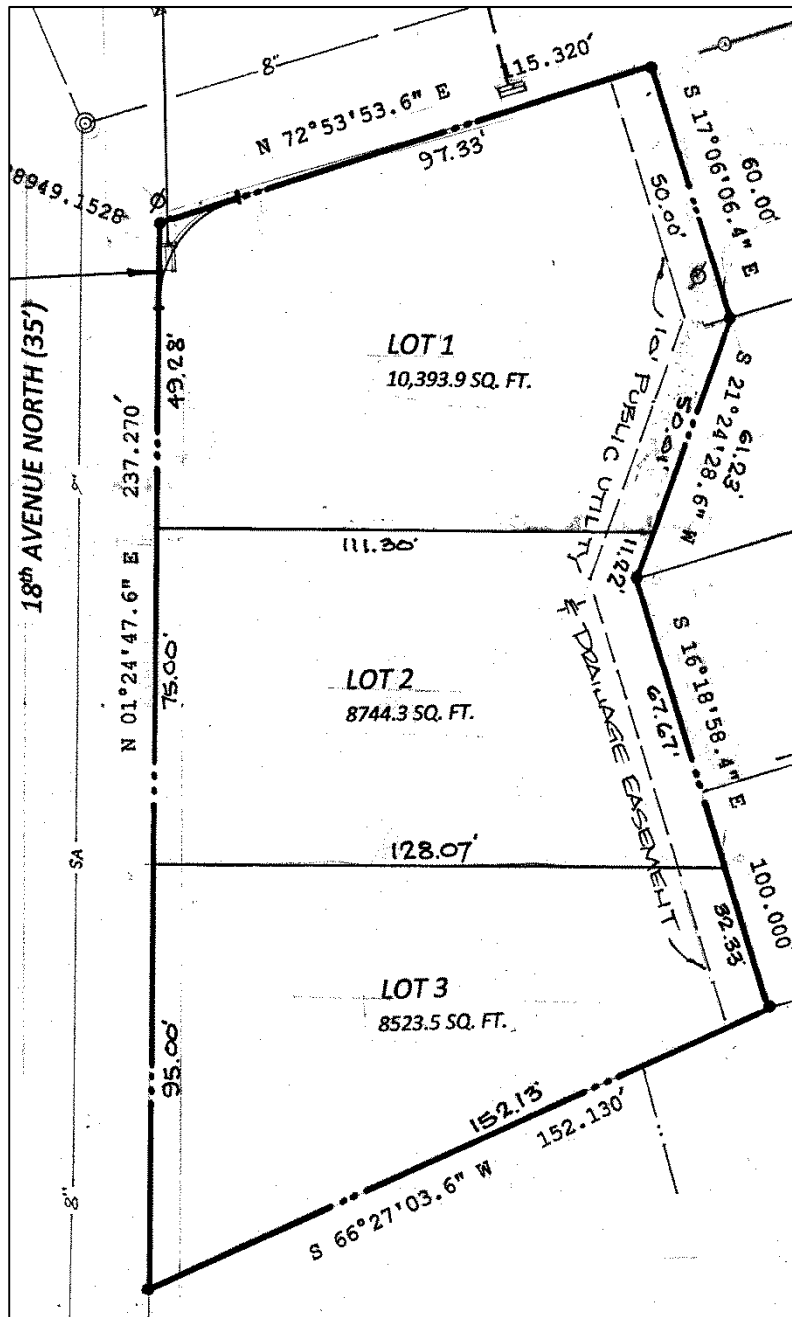 8"
115.320'
N 72°53'53.6" E
97.33'
8949.1528
S 17°06'06.4" E
60.00'
50.00'
18th AVENUE NORTH (35')
49.28'
LOT 1
10,393.9 SQ. FT.
10' PUBLIC UTILITY & DRAINAGE EASEMENT
S 21°24'28.6" W
61.23'
50.01'
N 01°24'47.6" E 237.270'
111.30'
11.22'
75.00'
LOT 2
8744.3 SQ. FT.
S 16°18'58.4" E
67.67'
128.07'
SA
100.000'
32.33'
LOT 3
8523.5 SQ. FT.
95.00'
152.13'
152.130'
S 66°27'03.6" W
8"